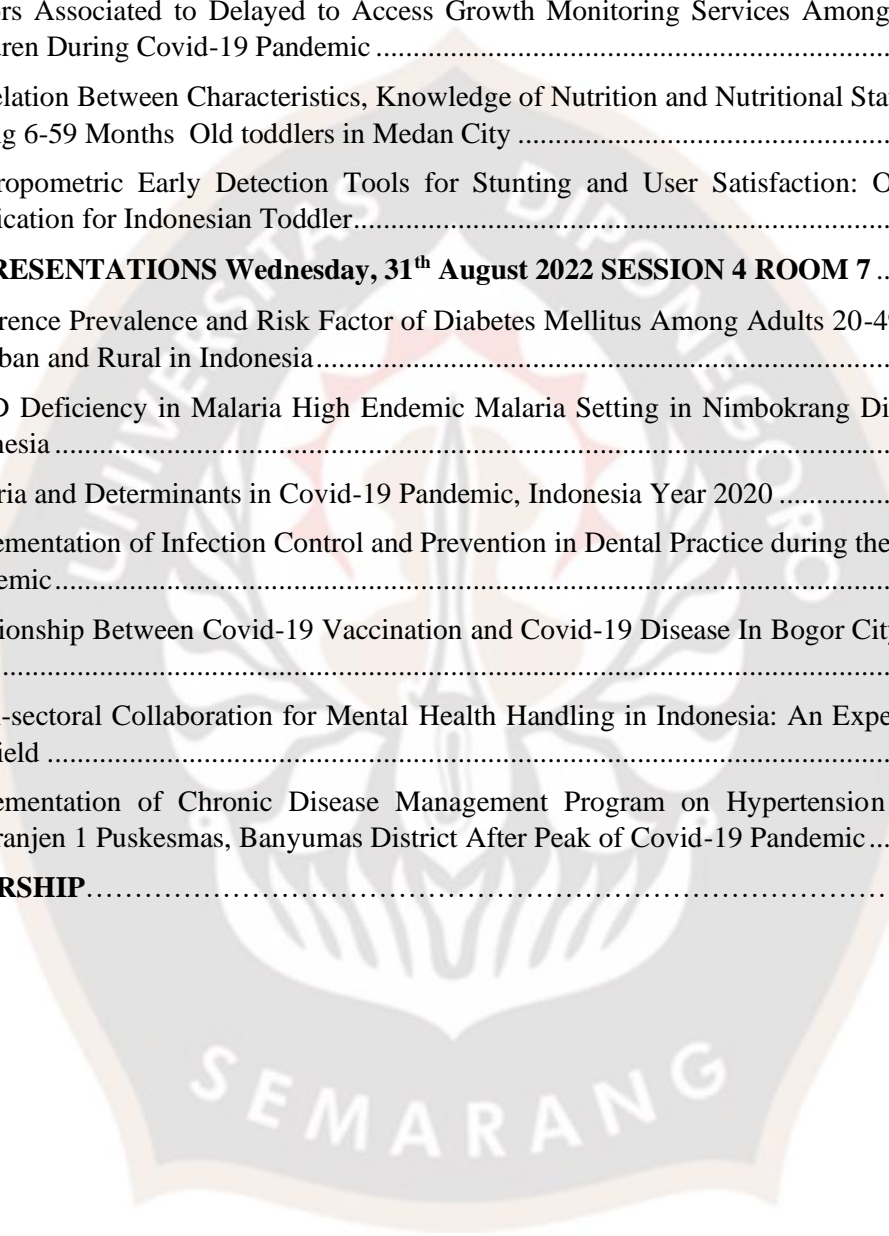 ors Associated to Delayed to Access Growth Monitoring Services Among
ren During Covid-19 Pandemic ........................................
elation Between Characteristics, Knowledge of Nutrition and Nutritional Sta
g 6-59 Months Old toddlers in Medan City ........................................
ropometric Early Detection Tools for Stunting and User Satisfaction: O
ication for Indonesian Toddler........................................
RESENTATIONS Wednesday, 31th August 2022 SESSION 4 ROOM 7 ..
rence Prevalence and Risk Factor of Diabetes Mellitus Among Adults 20-4
ban and Rural in Indonesia........................................
D Deficiency in Malaria High Endemic Malaria Setting in Nimbokrang Di
nesia ........................................
ria and Determinants in Covid-19 Pandemic, Indonesia Year 2020 ...............
ementation of Infection Control and Prevention in Dental Practice during the
emic........................................
ionship Between Covid-19 Vaccination and Covid-19 Disease In Bogor City
........................................
-sectoral Collaboration for Mental Health Handling in Indonesia: An Expe
ield ........................................
ementation of Chronic Disease Management Program on Hypertension
ranjen 1 Puskesmas, Banyumas District After Peak of Covid-19 Pandemic...
RSHIP........................................
UNIVERSITAS DIPONEGORO
SEMARANG